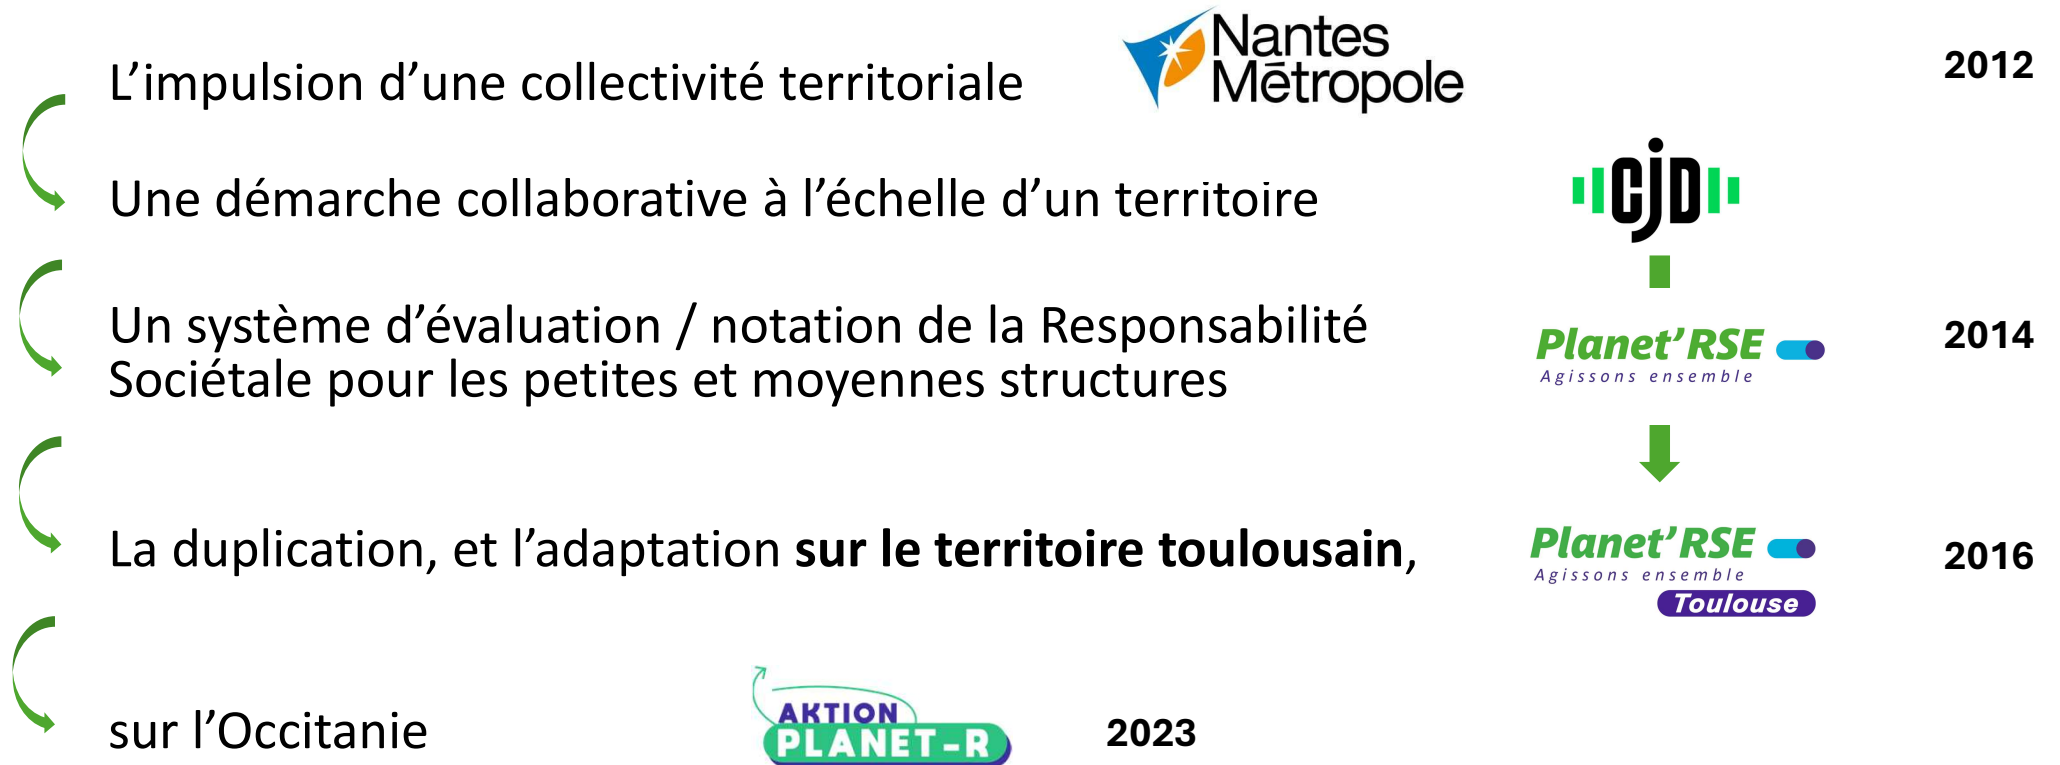 L’impulsion d’une collectivité territoriale
Nantes
Métropole
2012
Une démarche collaborative à l’échelle d’un territoire
CJD
Un système d’évaluation / notation de la Responsabilité
Sociétale pour les petites et moyennes structures
Planet’RSE
Agissons ensemble
2014
La duplication, et l’adaptation sur le territoire toulousain,
Planet’RSE
Agissons ensemble
Toulouse
2016
sur l’Occitanie
AKTION
PLANET-R
2023